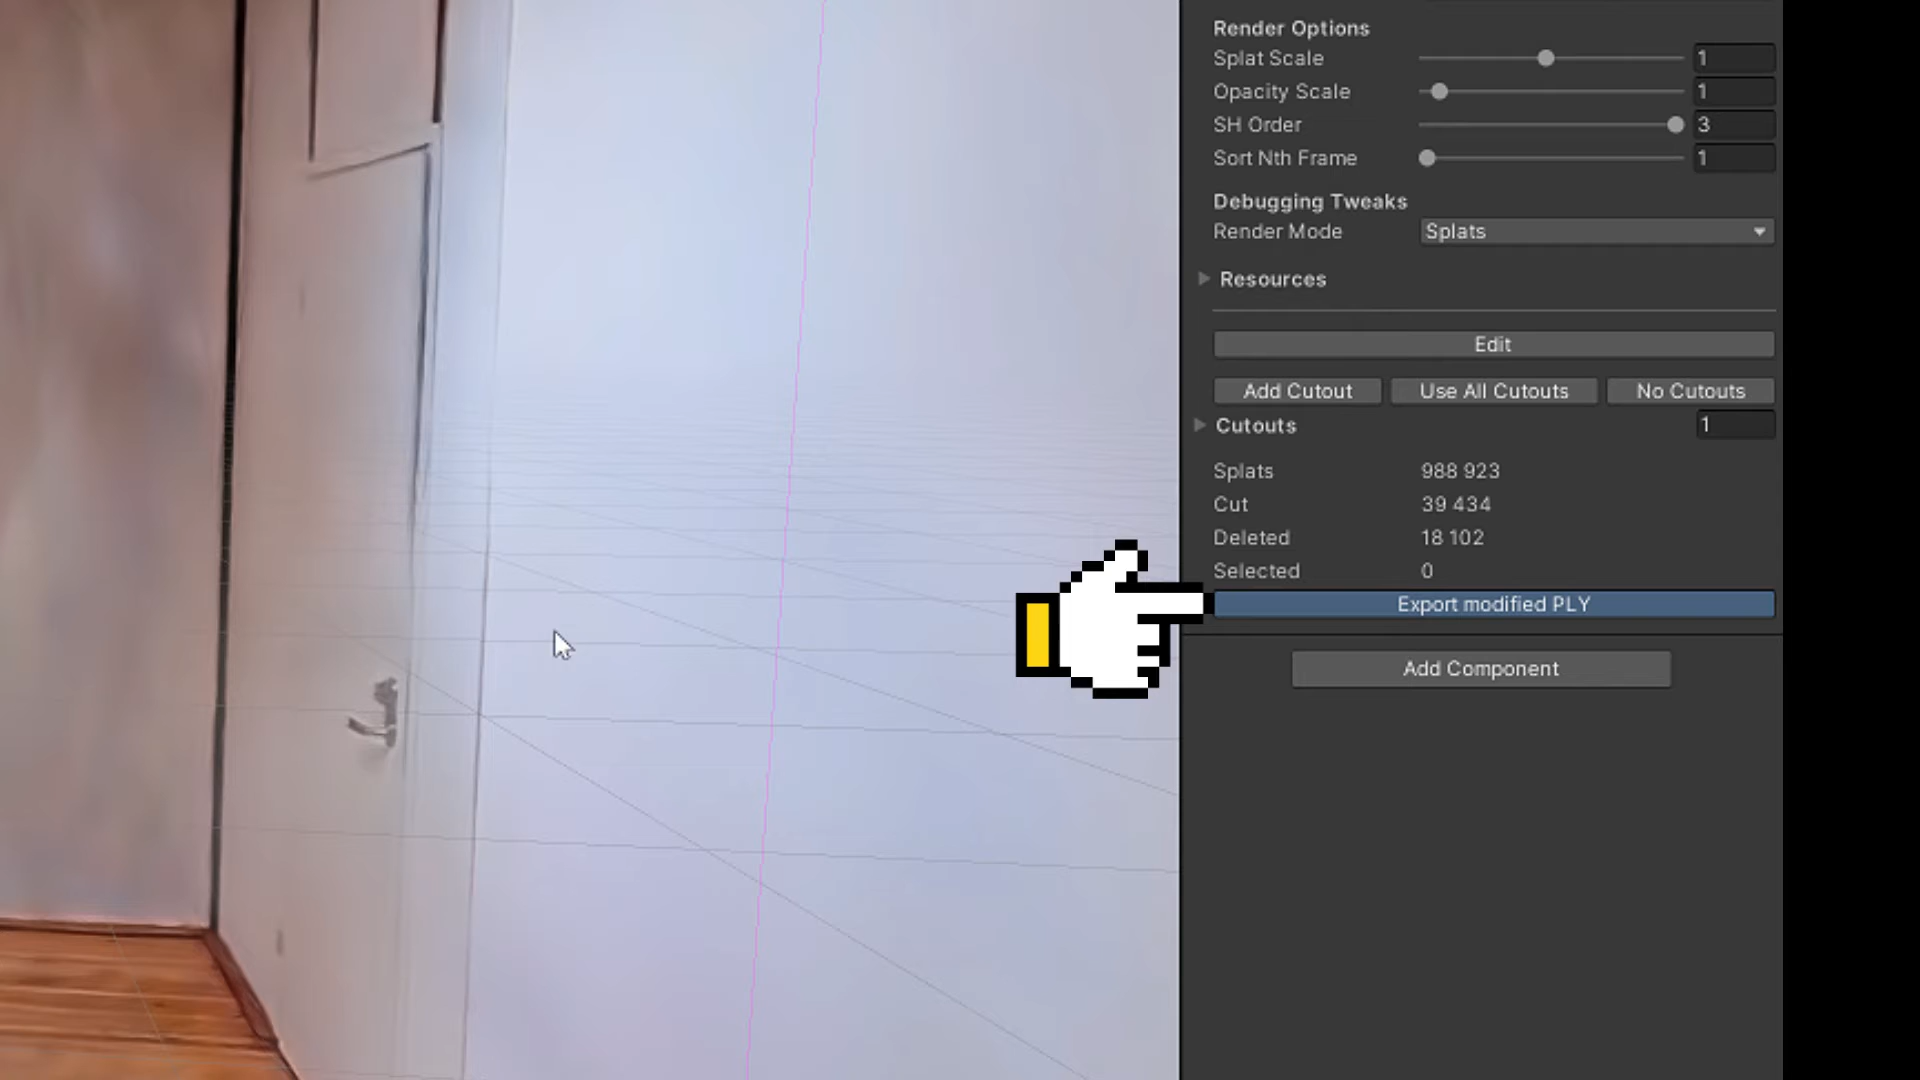 Render Options
Splat Scale 1
Opacity Scale 1
SH Order 3
Sort Nth Frame 1
Debugging Tweaks
Render Mode Splats
Resources
Edit
Add Cutout Use All Cutouts No Cutouts
Cutouts 1
Splats 988 923
Cut 39 434
Deleted 18 102
Selected 0
Export modified PLY
Add Component